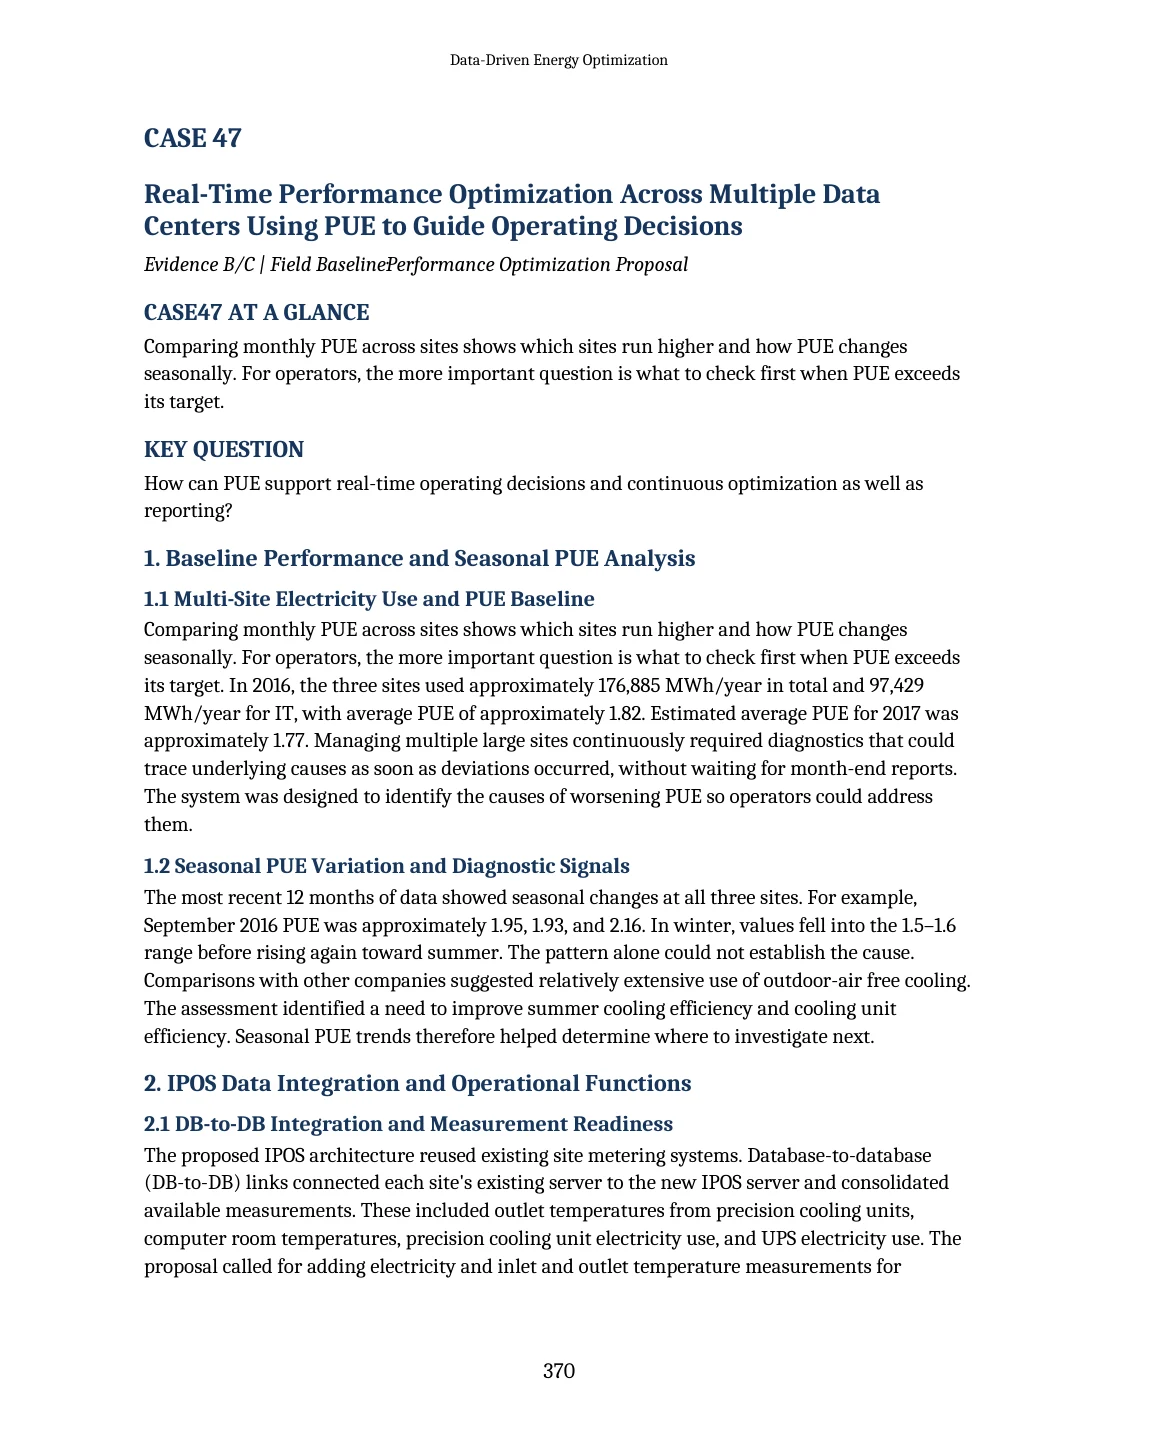 Data-Driven Energy Optimization
CASE 47
Real-Time Performance Optimization Across Multiple Data
Centers Using PUE to Guide Operating Decisions
Evidence B/C | Field BaselinePerformance Optimization Proposal
CASE47 AT A GLANCE
Comparing monthly PUE across sites shows which sites run higher and how PUE changes
seasonally. For operators, the more important question is what to check first when PUE exceeds
its target.
KEY QUESTION
How can PUE support real-time operating decisions and continuous optimization as well as
reporting?
1. Baseline Performance and Seasonal PUE Analysis
1.1 Multi-Site Electricity Use and PUE Baseline
Comparing monthly PUE across sites shows which sites run higher and how PUE changes
seasonally. For operators, the more important question is what to check first when PUE exceeds
its target. In 2016, the three sites used approximately 176,885 MWh/year in total and 97,429
MWh/year for IT, with average PUE of approximately 1.82. Estimated average PUE for 2017 was
approximately 1.77. Managing multiple large sites continuously required diagnostics that could
trace underlying causes as soon as deviations occurred, without waiting for month-end reports.
The system was designed to identify the causes of worsening PUE so operators could address
them.
1.2 Seasonal PUE Variation and Diagnostic Signals
The most recent 12 months of data showed seasonal changes at all three sites. For example,
September 2016 PUE was approximately 1.95, 1.93, and 2.16. In winter, values fell into the 1.5–1.6
range before rising again toward summer. The pattern alone could not establish the cause.
Comparisons with other companies suggested relatively extensive use of outdoor-air free cooling.
The assessment identified a need to improve summer cooling efficiency and cooling unit
efficiency. Seasonal PUE trends therefore helped determine where to investigate next.
2. IPOS Data Integration and Operational Functions
2.1 DB-to-DB Integration and Measurement Readiness
The proposed IPOS architecture reused existing site metering systems. Database-to-database
(DB-to-DB) links connected each site's existing server to the new IPOS server and consolidated
available measurements. These included outlet temperatures from precision cooling units,
computer room temperatures, precision cooling unit electricity use, and UPS electricity use. The
proposal called for adding electricity and inlet and outlet temperature measurements for
370